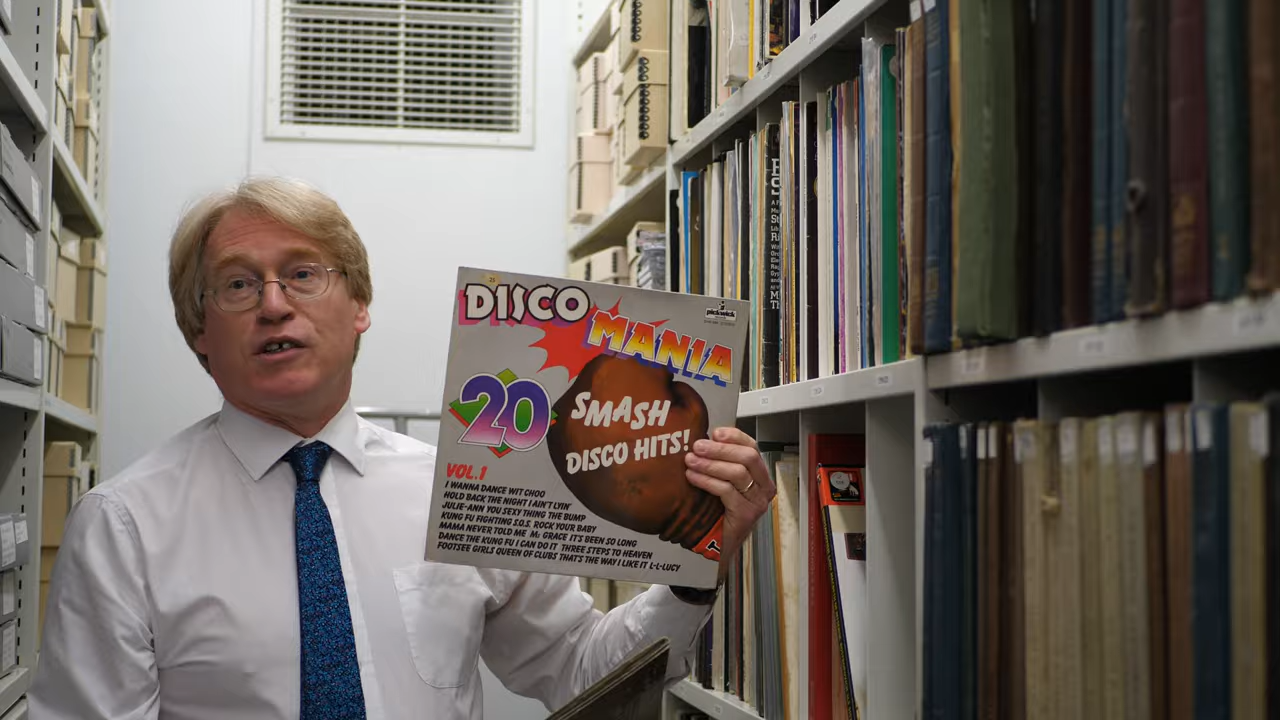 DISCO
MANIA
pickwick
20
SMASH
DISCO HITS!
VOL.1
I WANNA DANCE WIT CHOO
HOLD BACK THE NIGHT I AIN'T LYIN'
JULIE-ANN YOU SEXY THING THE BUMP
KUNG FU FIGHTING S.O.S. ROCK YOUR BABY
MAMA NEVER TOLD ME Ms GRACE IT'S BEEN SO LONG
DANCE THE KUNG FU I CAN DO IT THREE STEPS TO HEAVEN
FOOTSEE GIRLS QUEEN OF CLUBS THAT'S THE WAY I LIKE IT L-L-LUCY